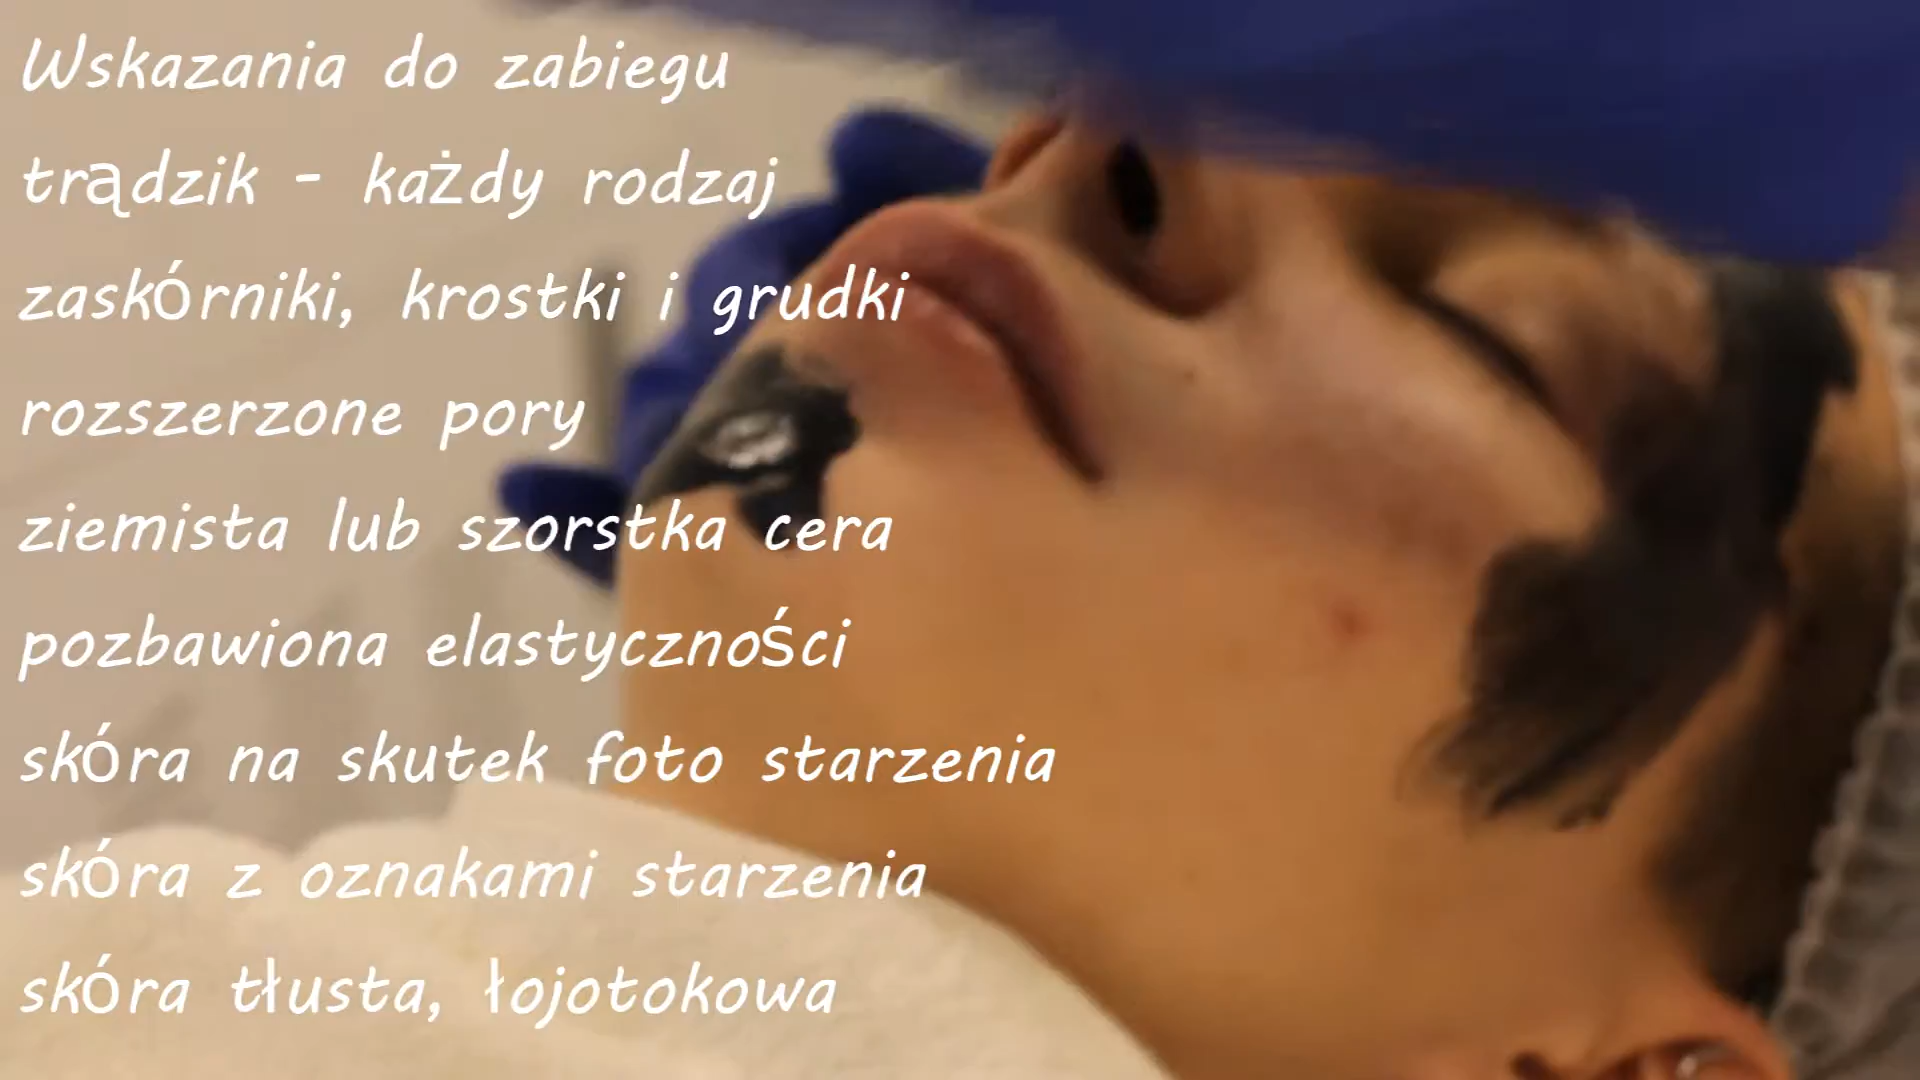 Wskazania do zabiegu
trądzik - każdy rodzaj
zaskórniki, krostki i grudki
rozszerzone pory
ziemista lub szorstka cera
pozbawiona elastyczności
skóra na skutek foto starzenia
skóra z oznakami starzenia
skóra tłusta, łojotokowa